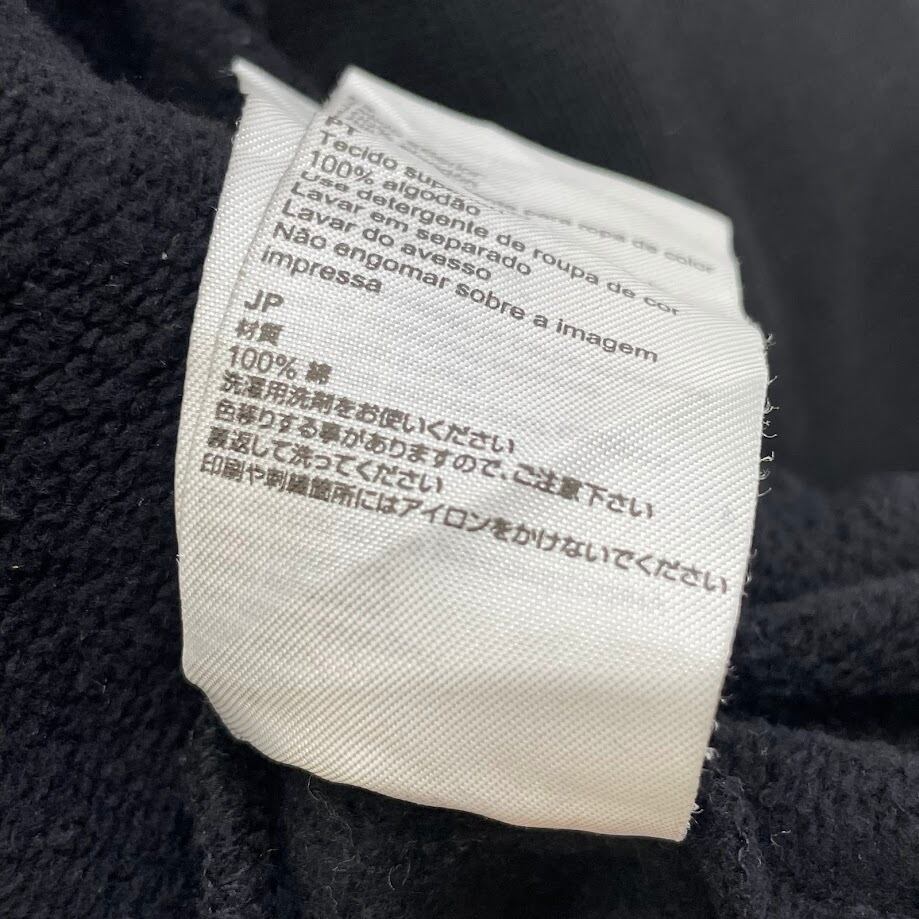 PT
Tecido
100% algodão
para ropa de color
Use detergente de roupa de cor
Lavar em separado
Lavar do avesso
Não engomar sobre a imagem
impressa
JP
材質
100% 綿
洗濯用洗剤をお使いください
色移りする事がありますので、ご注意下さい
裏返して洗ってください
印刷や刺繍箇所にはアイロンをかけないでください